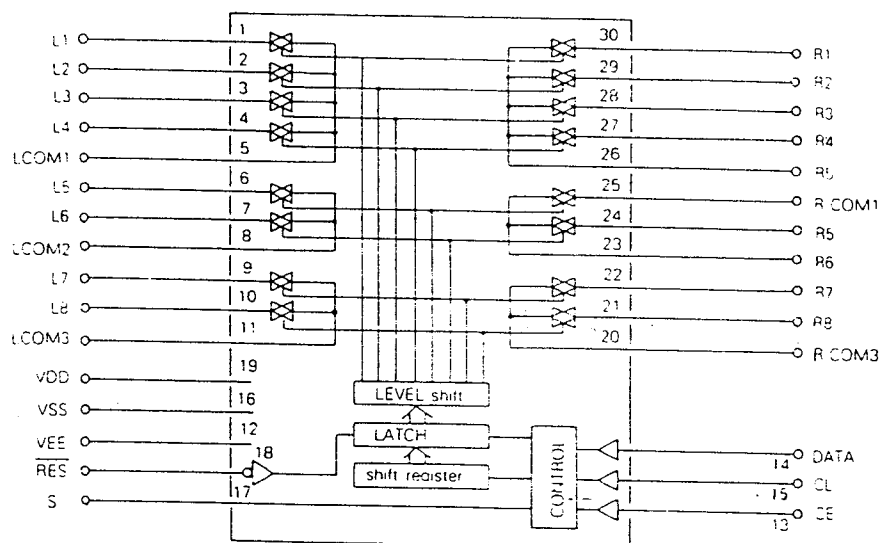 L1 1 30 R1
L2 2 29 R2
L3 3 28 R3
L4 4 27 R4
LCOM1 5 26
L5 6 25 R COM1
L6 7 24 R5
LCOM2 8 23 R6
L7 9 22 R7
L8 10 21 R8
LCOM3 11 20 R COM3
VDD 19
LEVEL shift
VSS 16
VEE 12
LATCH
RES 18
shift register
S 17
CONTROL
14 DATA
15 CL
13 CE